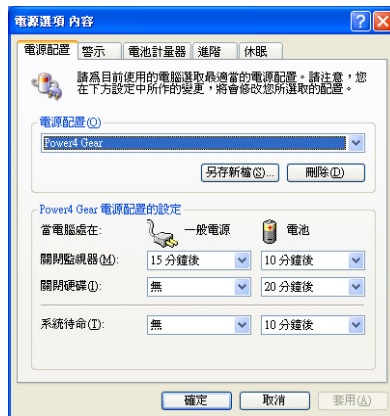 電源選項 內容
電源配置 警示 電池計量器 進階 休眠
請為目前使用的電腦選取最適當的電源配置。請注意，您
在下方設定中所作的變更，將會修改您所選取的配置。
電源配置(O)
Power4 Gear
另存新檔(S)... 刪除(D)
Power4 Gear 電源配置的設定
當電腦處在: 一般電源 電池
關閉監視器(M): 15 分鐘後 10 分鐘後
關閉硬碟(I): 無 20 分鐘後
系統待命(T): 無 10 分鐘後
確定 取消 套用(A)